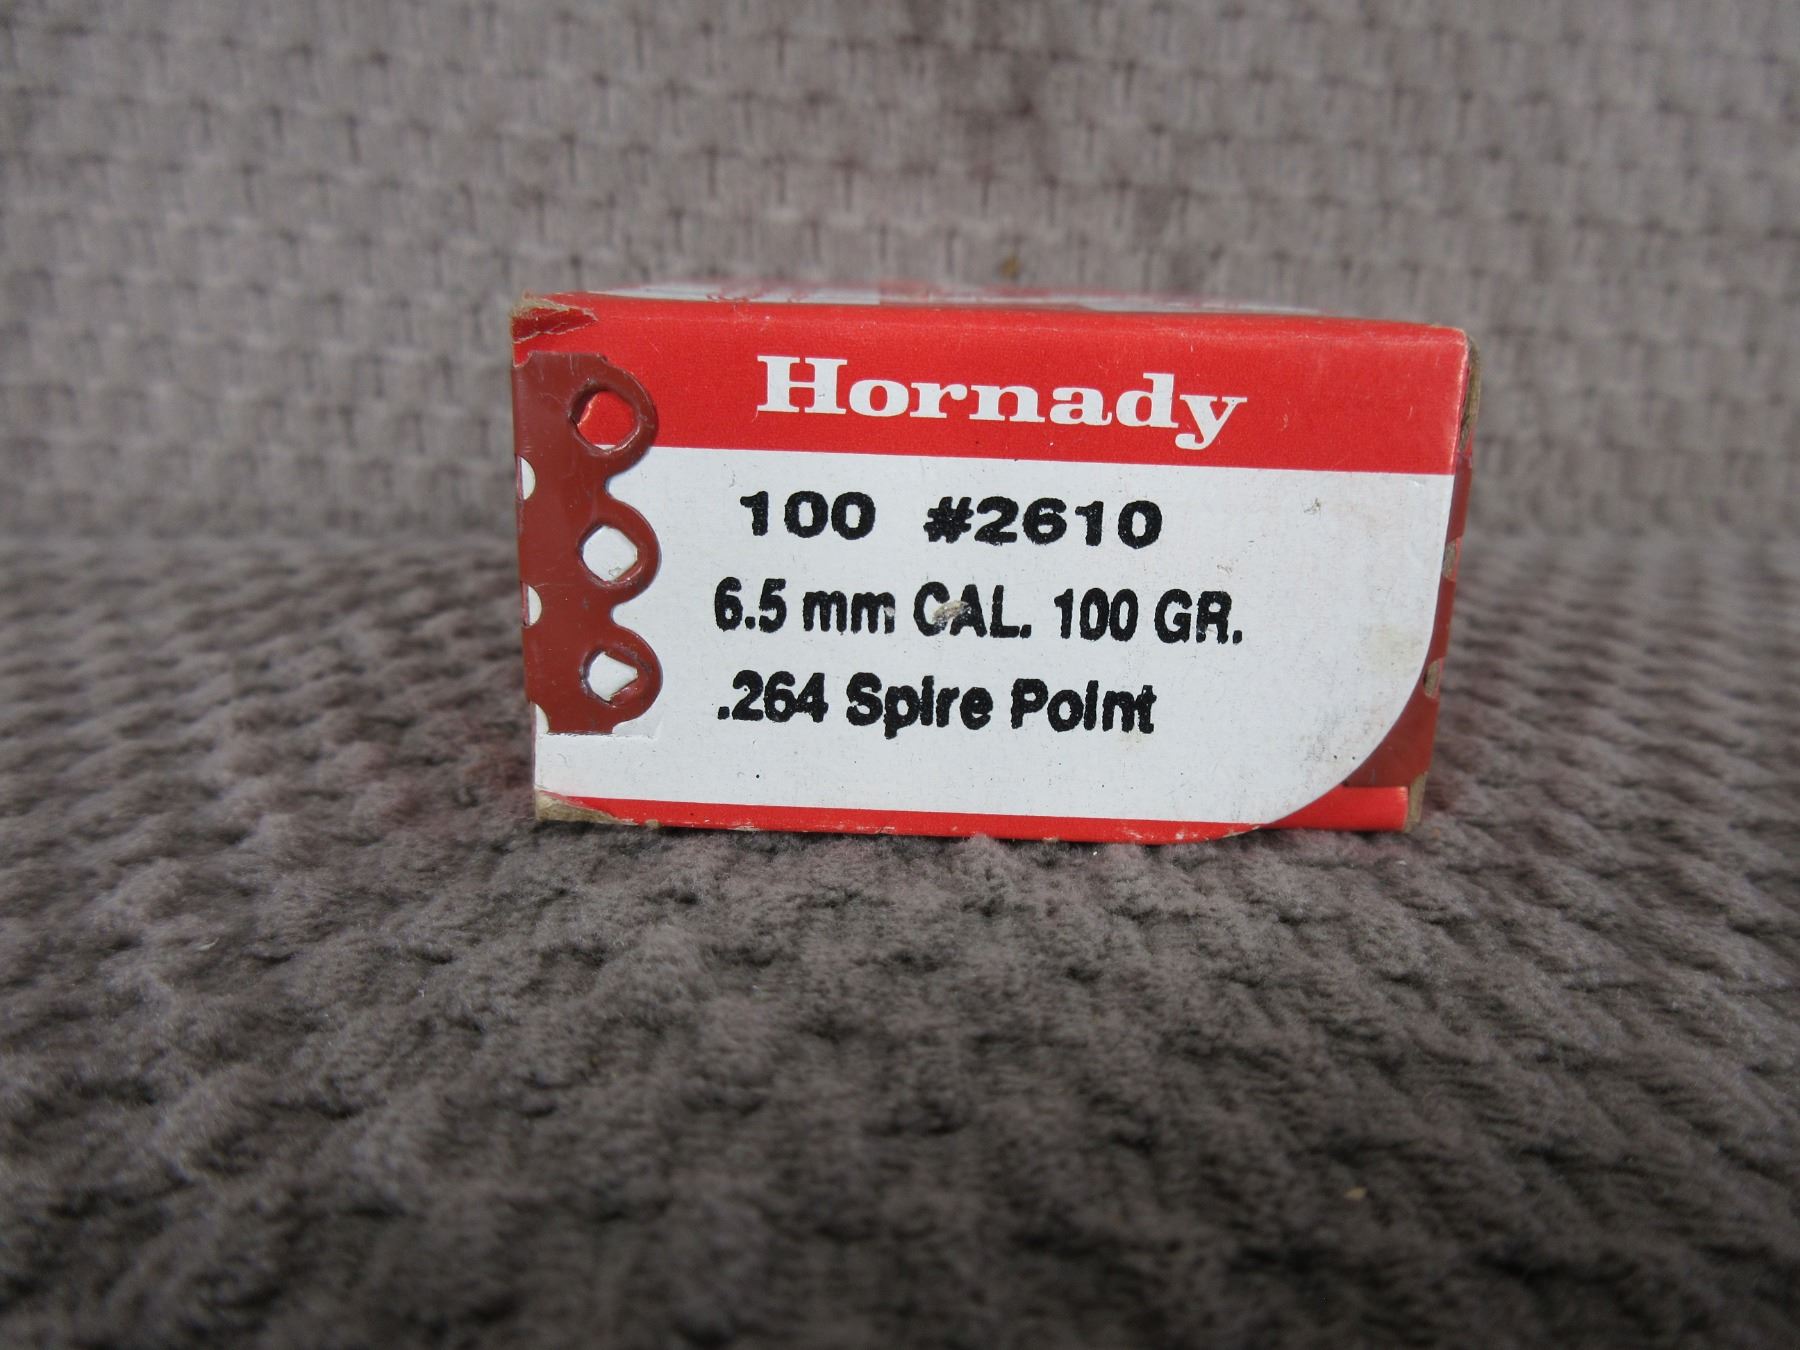 Hornady
100 #2610
6.5 mm CAL. 100 GR.
.264 Spire Point